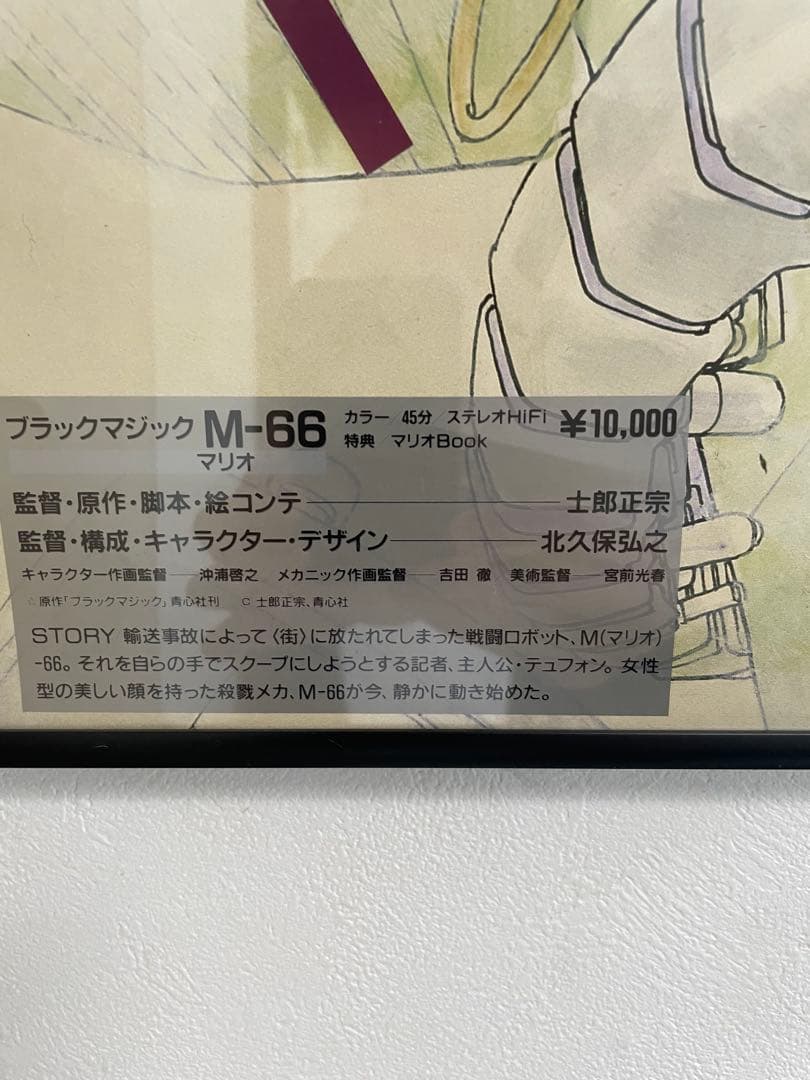 ブラックマジック M-66 カラー/45分/ステレオHiFi ¥10,000
マリオ 特典 マリオBook
監督・原作・脚本・絵コンテ――士郎正宗
監督・構成・キャラクター・デザイン――北久保弘之
キャラクター作画監督――沖浦啓之 メカニック作画監督――吉田 徹 美術監督――宮前光春
☆原作「ブラックマジック」青心社刊 © 士郎正宗、青心社
STORY 輸送事故によって〈街〉に放たれてしまった戦闘ロボット、M(マリオ)
-66。それを自らの手でスクープにしようとする記者、主人公・テュフォン。女性
型の美しい顔を持った殺戮メカ、M-66が今、静かに動き始めた。